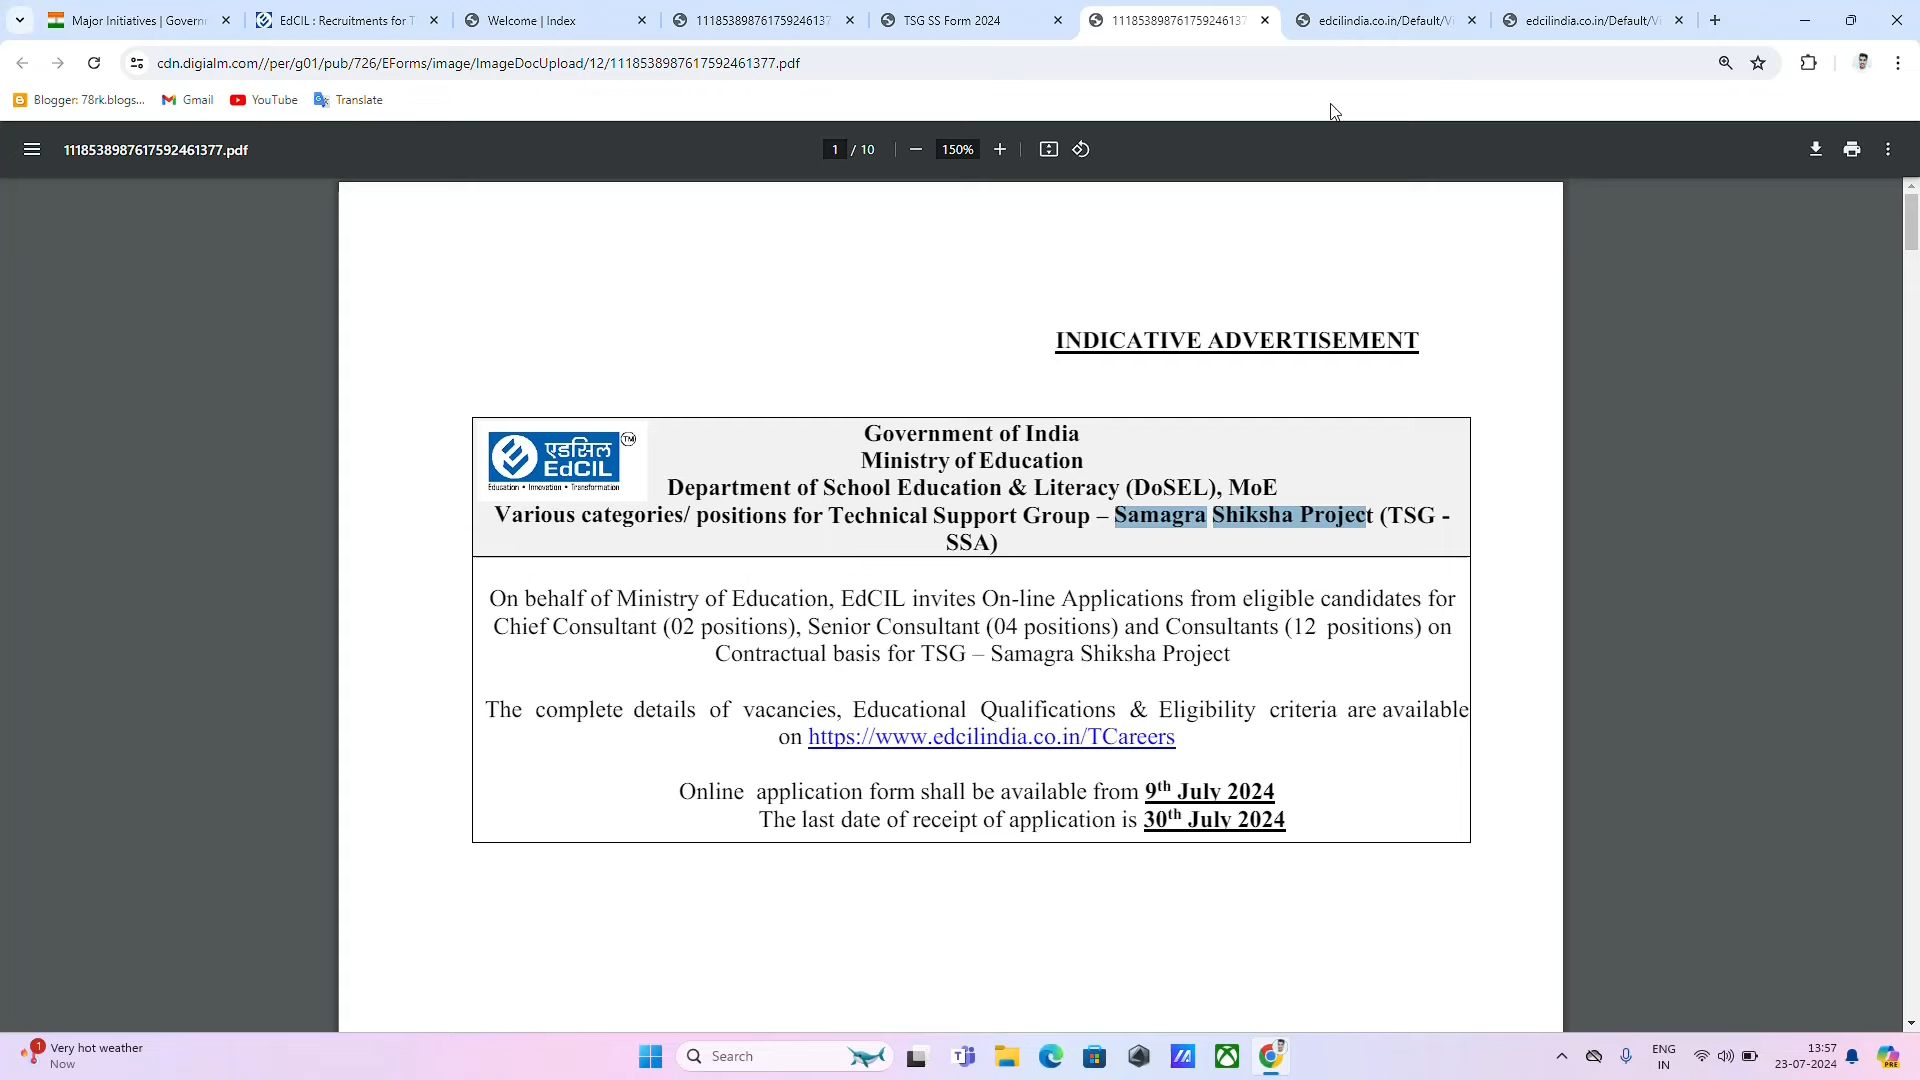 Major Initiatives | Governm
EdCIL : Recruitments for T
Welcome | Index
1118538987617592461377
TSG SS Form 2024
1118538987617592461377
edcilindia.co.in/Default/Vi
edcilindia.co.in/Default/Vi
cdn.digialm.com//per/g01/pub/726/EForms/image/ImageDocUpload/12/1118538987617592461377.pdf
Blogger: 78rk.blogs... Gmail YouTube Translate
1118538987617592461377.pdf
1 / 10
150%
INDICATIVE ADVERTISEMENT
एडसिल
EdCIL
TM
Education • Innovation • Transformation
Government of India
Ministry of Education
Department of School Education & Literacy (DoSEL), MoE
Various categories/ positions for Technical Support Group – Samagra Shiksha Project (TSG -
SSA)
On behalf of Ministry of Education, EdCIL invites On-line Applications from eligible candidates for
Chief Consultant (02 positions), Senior Consultant (04 positions) and Consultants (12 positions) on
Contractual basis for TSG – Samagra Shiksha Project
The complete details of vacancies, Educational Qualifications & Eligibility criteria are available
on https://www.edcilindia.co.in/TCareers
Online application form shall be available from 9th July 2024
The last date of receipt of application is 30th July 2024
1
Very hot weather
Now
Search
ENG
IN
13:57
23-07-2024
PRE